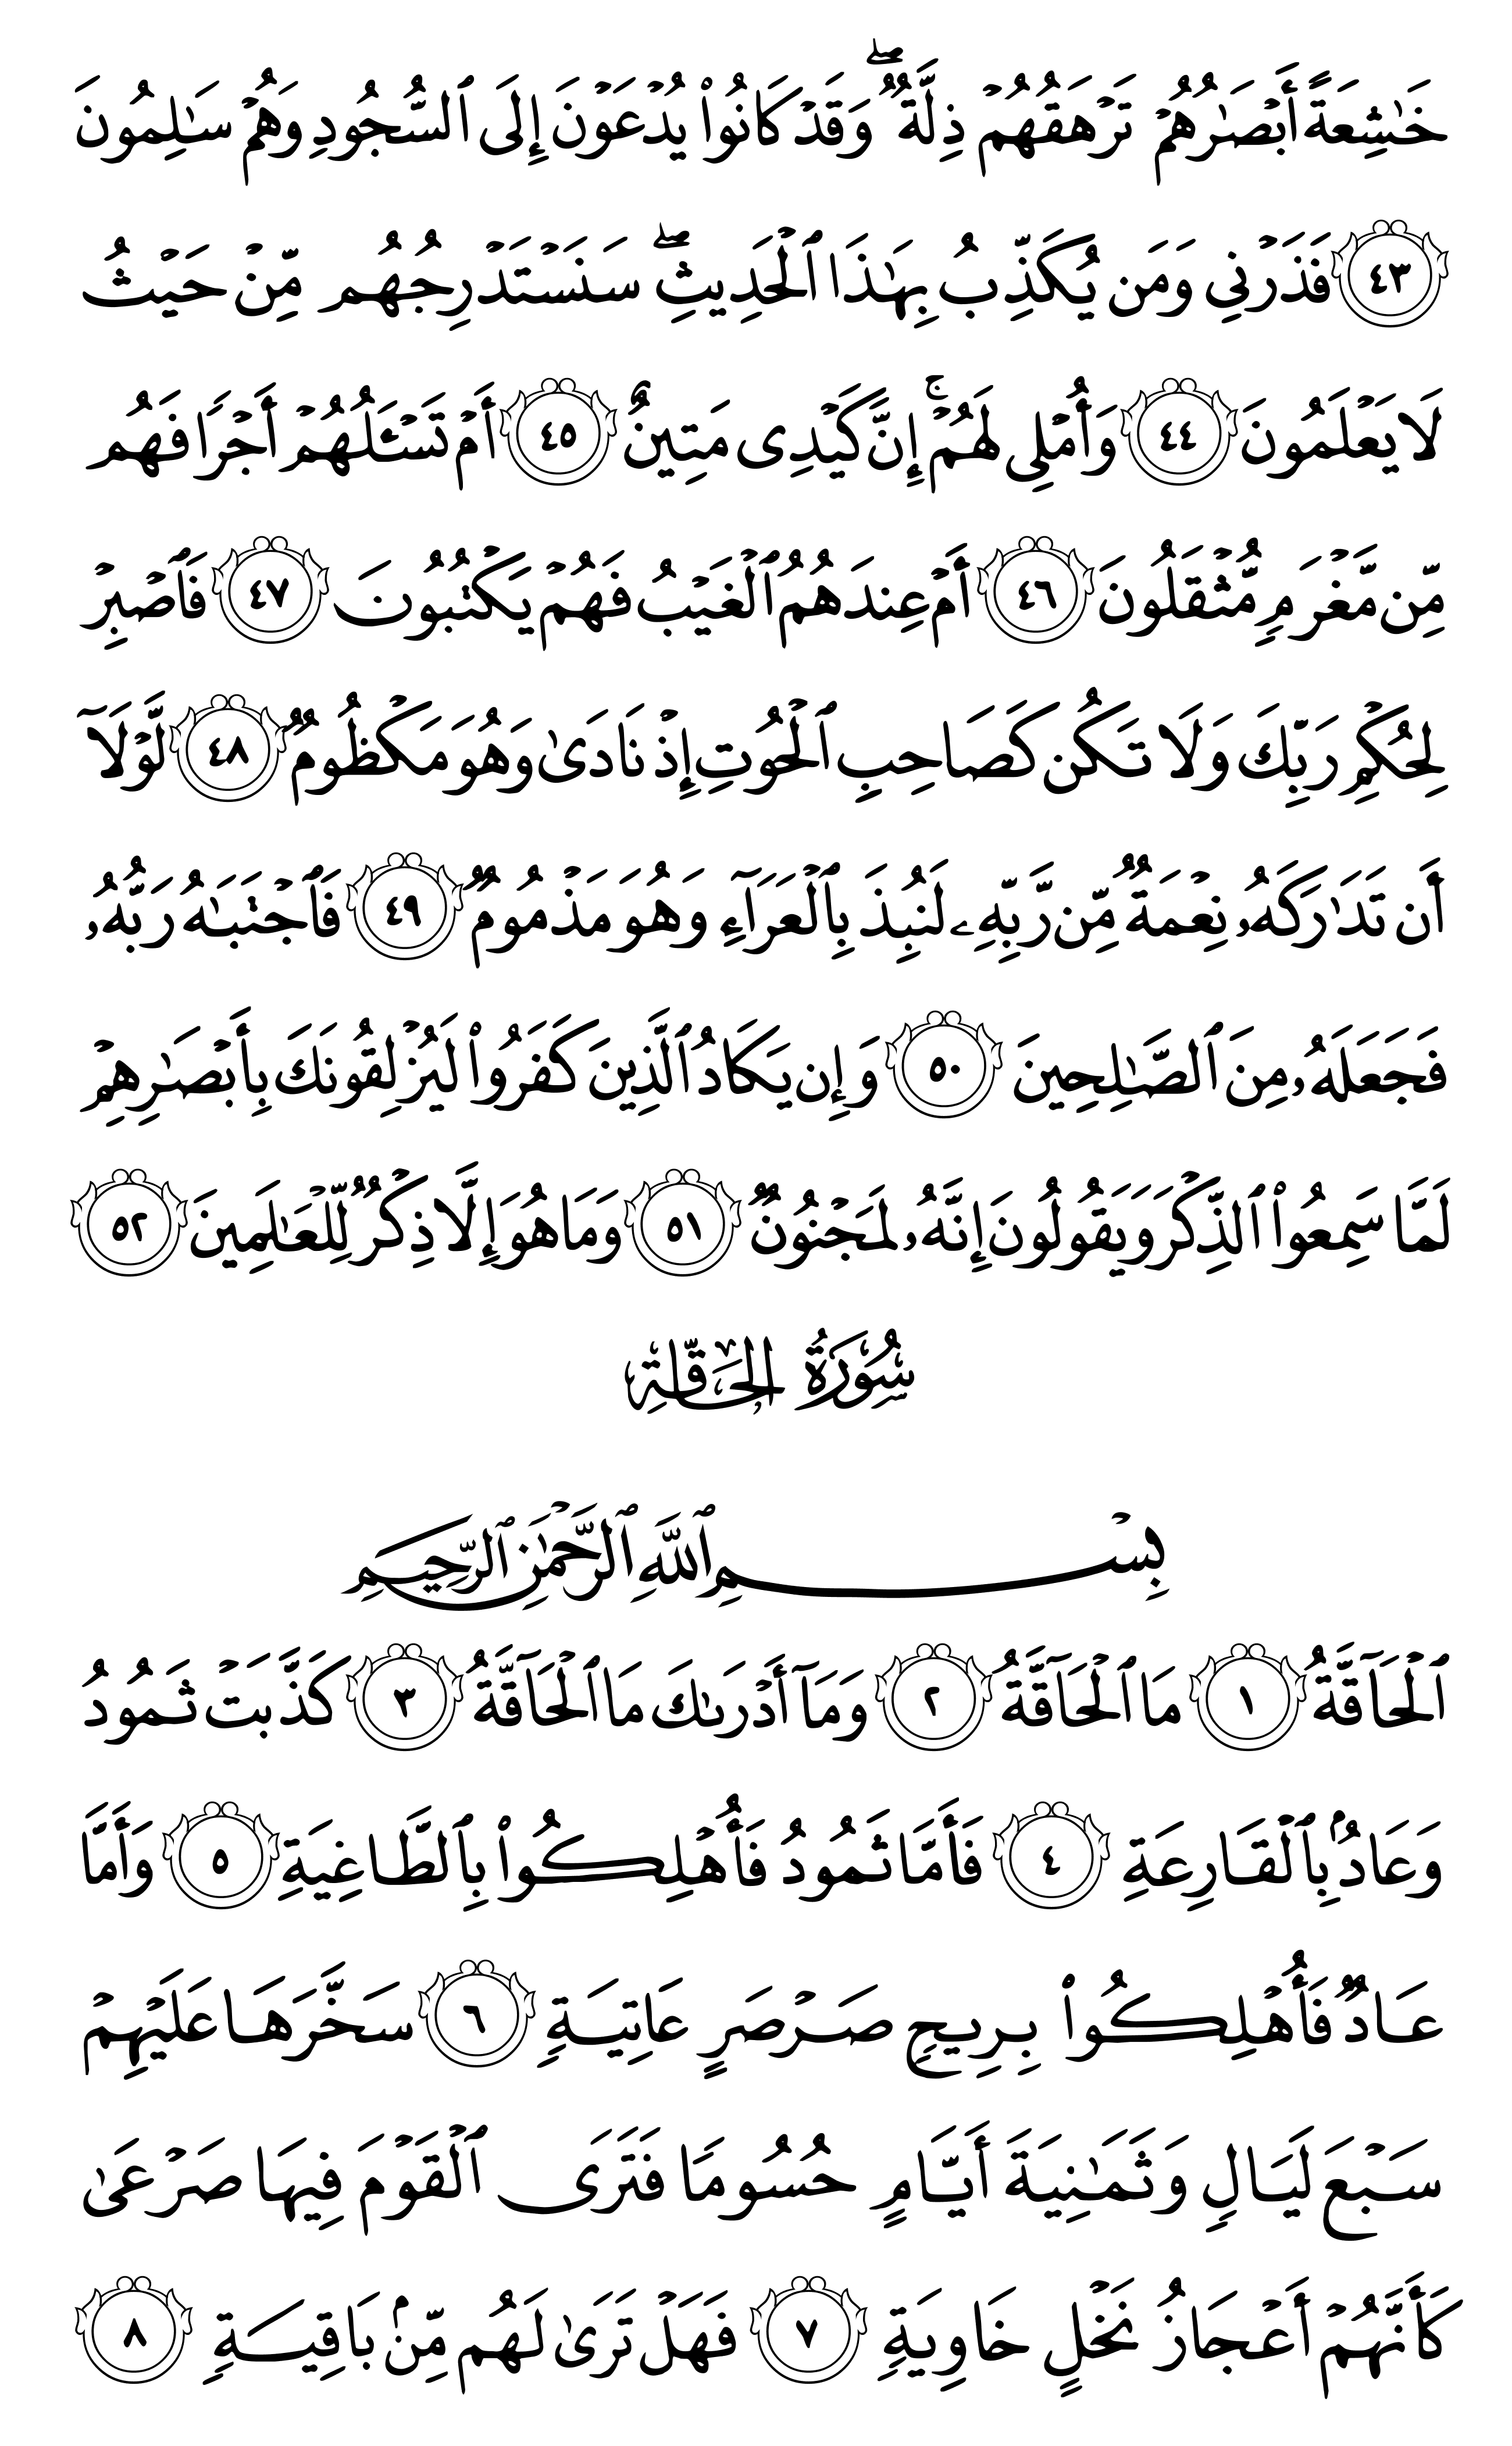 خَٰشِعَةً أَبۡصَٰرُهُمۡ تَرۡهَقُهُمۡ ذِلَّةٞۖ وَقَدۡ كَانُواْ يُدۡعَوۡنَ إِلَى ٱلسُّجُودِ وَهُمۡ سَٰلِمُونَ
٤٣ فَذَرۡنِي وَمَن يُكَذِّبُ بِهَٰذَا ٱلۡحَدِيثِۖ سَنَسۡتَدۡرِجُهُم مِّنۡ حَيۡثُ
لَا يَعۡلَمُونَ ٤٤ وَأُمۡلِي لَهُمۡۚ إِنَّ كَيۡدِي مَتِينٌ ٤٥ أَمۡ تَسۡـَٔلُهُمۡ أَجۡرٗا فَهُم
مِّن مَّغۡرَمٖ مُّثۡقَلُونَ ٤٦ أَمۡ عِندَهُمُ ٱلۡغَيۡبُ فَهُمۡ يَكۡتُبُونَ ٤٧ فَٱصۡبِرۡ
لِحُكۡمِ رَبِّكَ وَلَا تَكُن كَصَاحِبِ ٱلۡحُوتِ إِذۡ نَادَىٰ وَهُوَ مَكۡظُومٞ ٤٨ لَّوۡلَآ
أَن تَدَٰرَكَهُۥ نِعۡمَةٞ مِّن رَّبِّهِۦ لَنُبِذَ بِٱلۡعَرَآءِ وَهُوَ مَذۡمُومٞ ٤٩ فَٱجۡتَبَٰهُ رَبُّهُۥ
فَجَعَلَهُۥ مِنَ ٱلصَّٰلِحِينَ ٥٠ وَإِن يَكَادُ ٱلَّذِينَ كَفَرُواْ لَيُزۡلِقُونَكَ بِأَبۡصَٰرِهِمۡ
لَمَّا سَمِعُواْ ٱلذِّكۡرَ وَيَقُولُونَ إِنَّهُۥ لَمَجۡنُونٞ ٥١ وَمَا هُوَ إِلَّا ذِكۡرٞ لِّلۡعَٰلَمِينَ ٥٢
سُورَةُ الحَاقَّةِ
بِسۡمِ ٱللَّهِ ٱلرَّحۡمَٰنِ ٱلرَّحِيمِ
ٱلۡحَآقَّةُ ١ مَا ٱلۡحَآقَّةُ ٢ وَمَآ أَدۡرَىٰكَ مَا ٱلۡحَآقَّةُ ٣ كَذَّبَتۡ ثَمُودُ
وَعَادُۢ بِٱلۡقَارِعَةِ ٤ فَأَمَّا ثَمُودُ فَأُهۡلِكُواْ بِٱلطَّاغِيَةِ ٥ وَأَمَّا
عَادٞ فَأُهۡلِكُواْ بِرِيحٖ صَرۡصَرٍ عَاتِيَةٖ ٦ سَخَّرَهَا عَلَيۡهِمۡ
سَبۡعَ لَيَالٖ وَثَمَٰنِيَةَ أَيَّامٍ حُسُومٗا فَتَرَى ٱلۡقَوۡمَ فِيهَا صَرۡعَىٰ
كَأَنَّهُمۡ أَعۡجَازُ نَخۡلٍ خَاوِيَةٖ ٧ فَهَلۡ تَرَىٰ لَهُم مِّنۢ بَاقِيَةٖ ٨